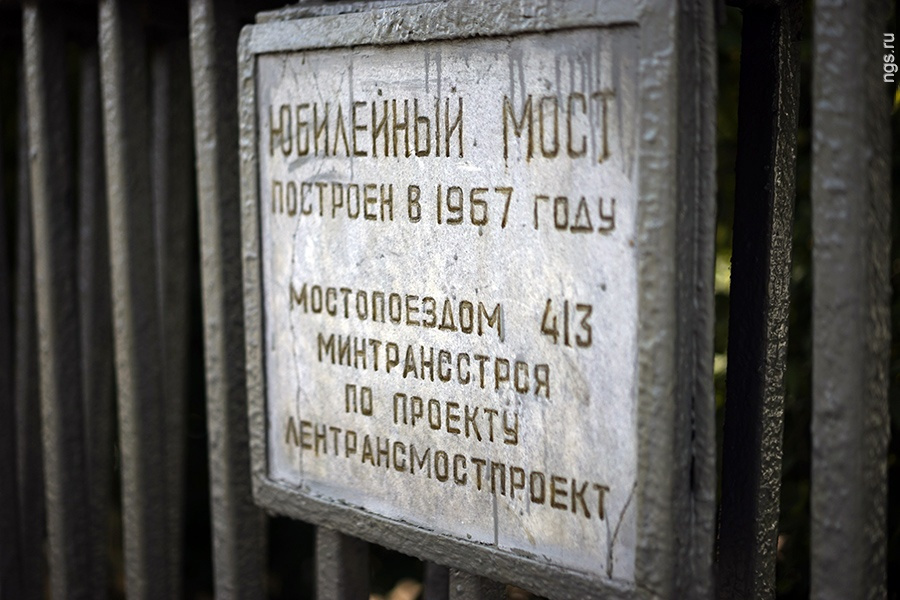 ЮБИЛЕЙНЫЙ МОСТ
ПОСТРОЕН В 1967 ГОДУ
МОСТОПОЕЗДОМ 413
МИНТРАНССТРОЯ
ПО ПРОЕКТУ
ЛЕНТРАНСМОСТПРОЕКТ
ngs.ru